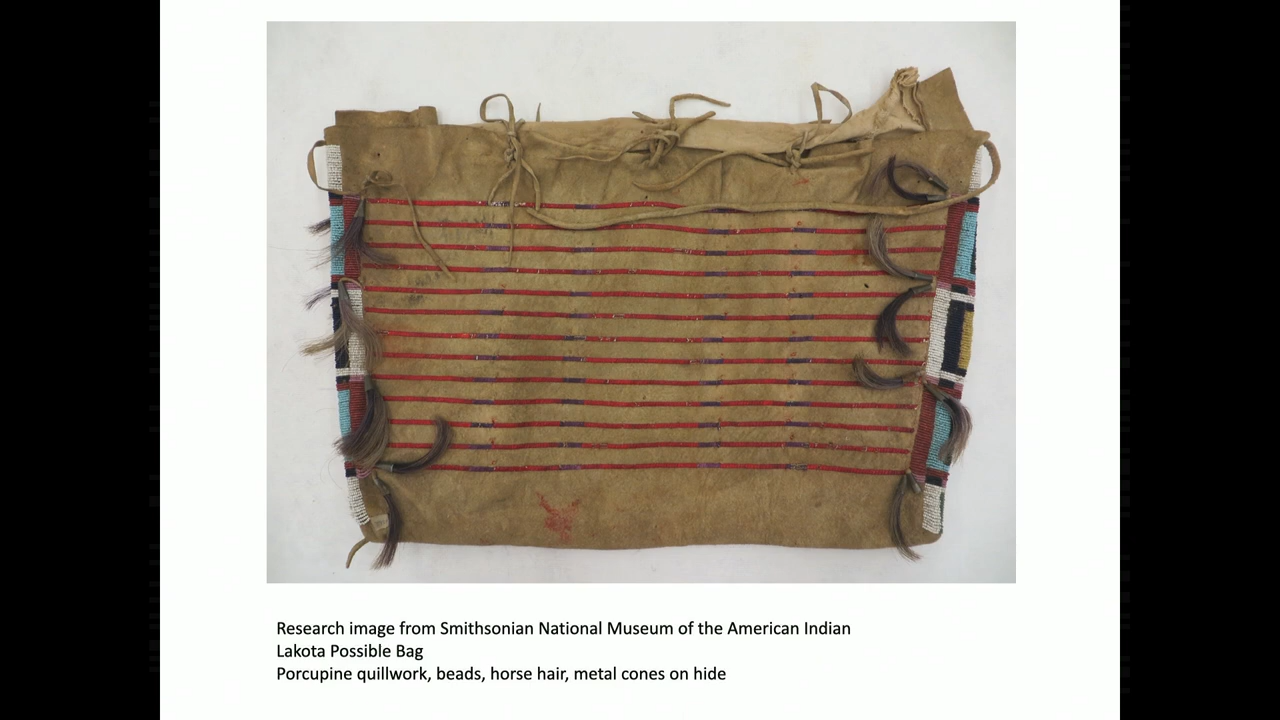 Research image from Smithsonian National Museum of the American Indian
Lakota Possible Bag
Porcupine quillwork, beads, horse hair, metal cones on hide